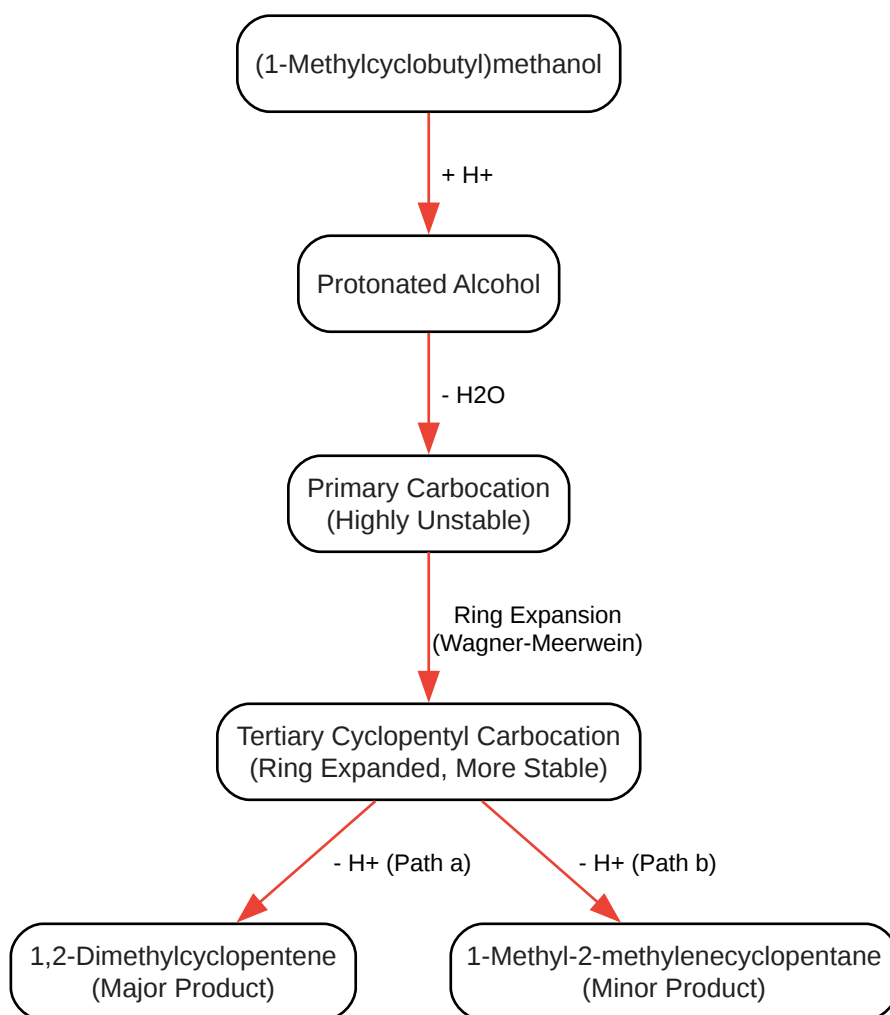 (1-Methylcyclobutyl)methanol
+ H+
Protonated Alcohol
- H2O
Primary Carbocation
(Highly Unstable)
Ring Expansion
(Wagner-Meerwein)
Tertiary Cyclopentyl Carbocation
(Ring Expanded, More Stable)
- H+ (Path a)
- H+ (Path b)
1,2-Dimethylcyclopentene
(Major Product)
1-Methyl-2-methylenecyclopentane
(Minor Product)